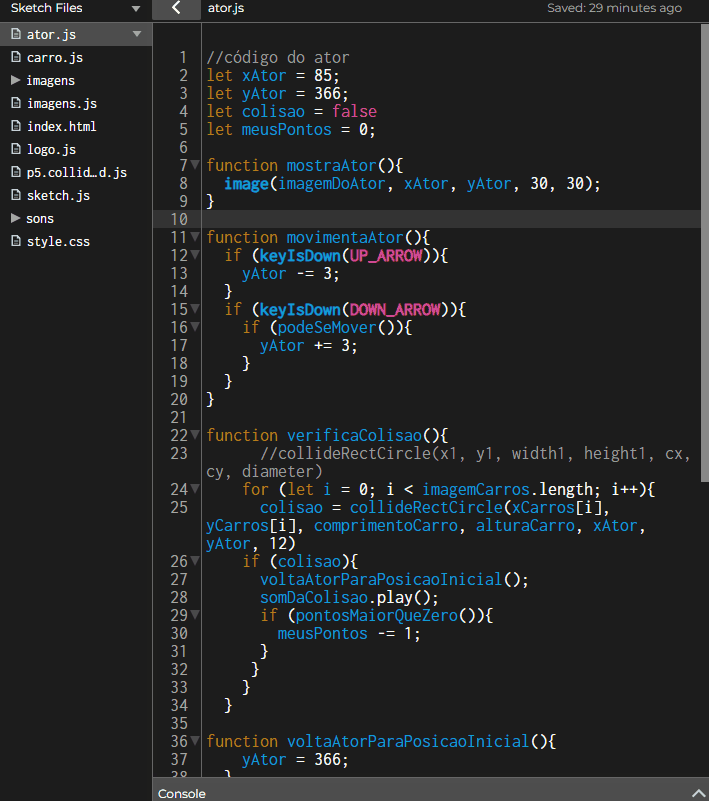 Sketch Files
ator.js
Saved: 29 minutes ago
ator.js
carro.js
imagens
imagens.js
index.html
logo.js
p5.collid…d.js
sketch.js
sons
style.css
1 //código do ator
2 let xAtor = 85;
3 let yAtor = 366;
4 let colisao = false
5 let meusPontos = 0;
6
7 function mostraAtor(){
8 image(imagemDoAtor, xAtor, yAtor, 30, 30);
9 }
10
11 function movimentaAtor(){
12 if (keyIsDown(UP_ARROW)){
13 yAtor -= 3;
14 }
15 if (keyIsDown(DOWN_ARROW)){
16 if (podeSeMover()){
17 yAtor += 3;
18 }
19 }
20 }
21
22 function verificaColisao(){
23 //collideRectCircle(x1, y1, width1, height1, cx,
cy, diameter)
24 for (let i = 0; i < imagemCarros.length; i++){
25 colisao = collideRectCircle(xCarros[i],
yCarros[i], comprimentoCarro, alturaCarro, xAtor,
yAtor, 12)
26 if (colisao){
27 voltaAtorParaPosicaoInicial();
28 somDaColisao.play();
29 if (pontosMaiorQueZero()){
30 meusPontos -= 1;
31 }
32 }
33 }
34 }
35
36 function voltaAtorParaPosicaoInicial(){
37 yAtor = 366;
38 }
Console